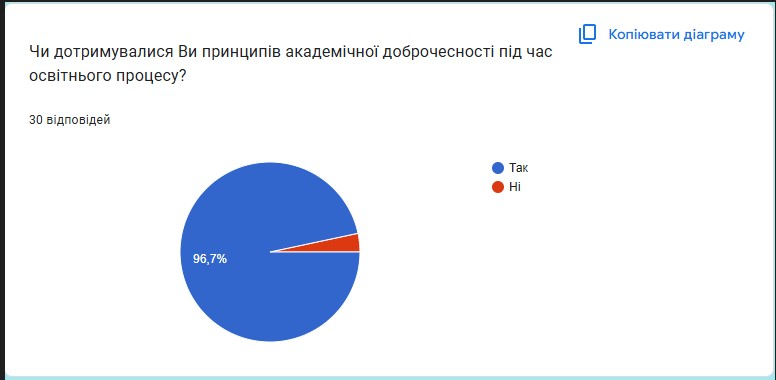 Копіювати діаграму
Чи дотримувалися Ви принципів академічної доброчесності під час
освітнього процесу?
30 відповідей
Так
Ні
96,7%